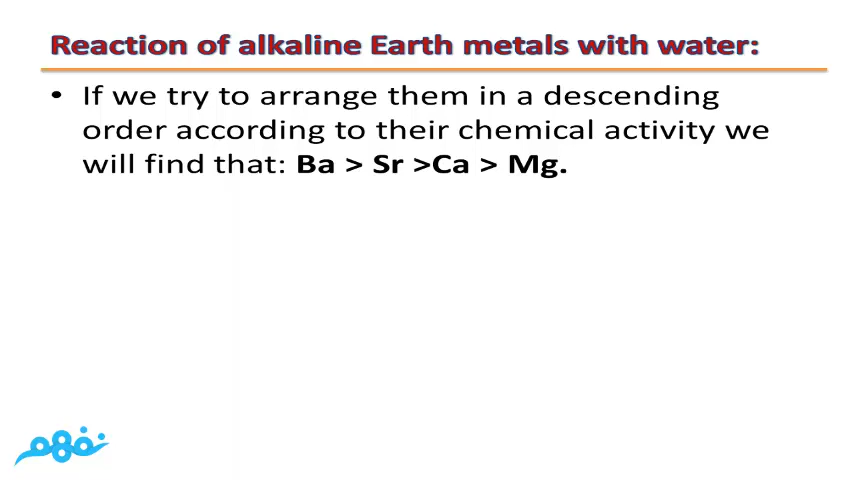 Reaction of alkaline Earth metals with water:
• If we try to arrange them in a descending
order according to their chemical activity we
will find that: Ba > Sr >Ca > Mg.
نفهم